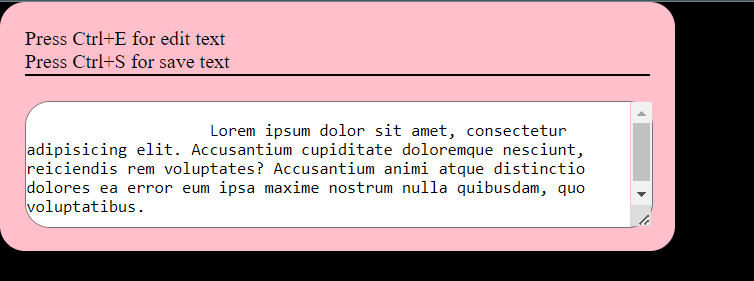 Press Ctrl+E for edit text
Press Ctrl+S for save text
Lorem ipsum dolor sit amet, consectetur
adipisicing elit. Accusantium cupiditate doloremque nesciunt,
reiciendis rem voluptates? Accusantium animi atque distinctio
dolores ea error eum ipsa maxime nostrum nulla quibusdam, quo
voluptatibus.